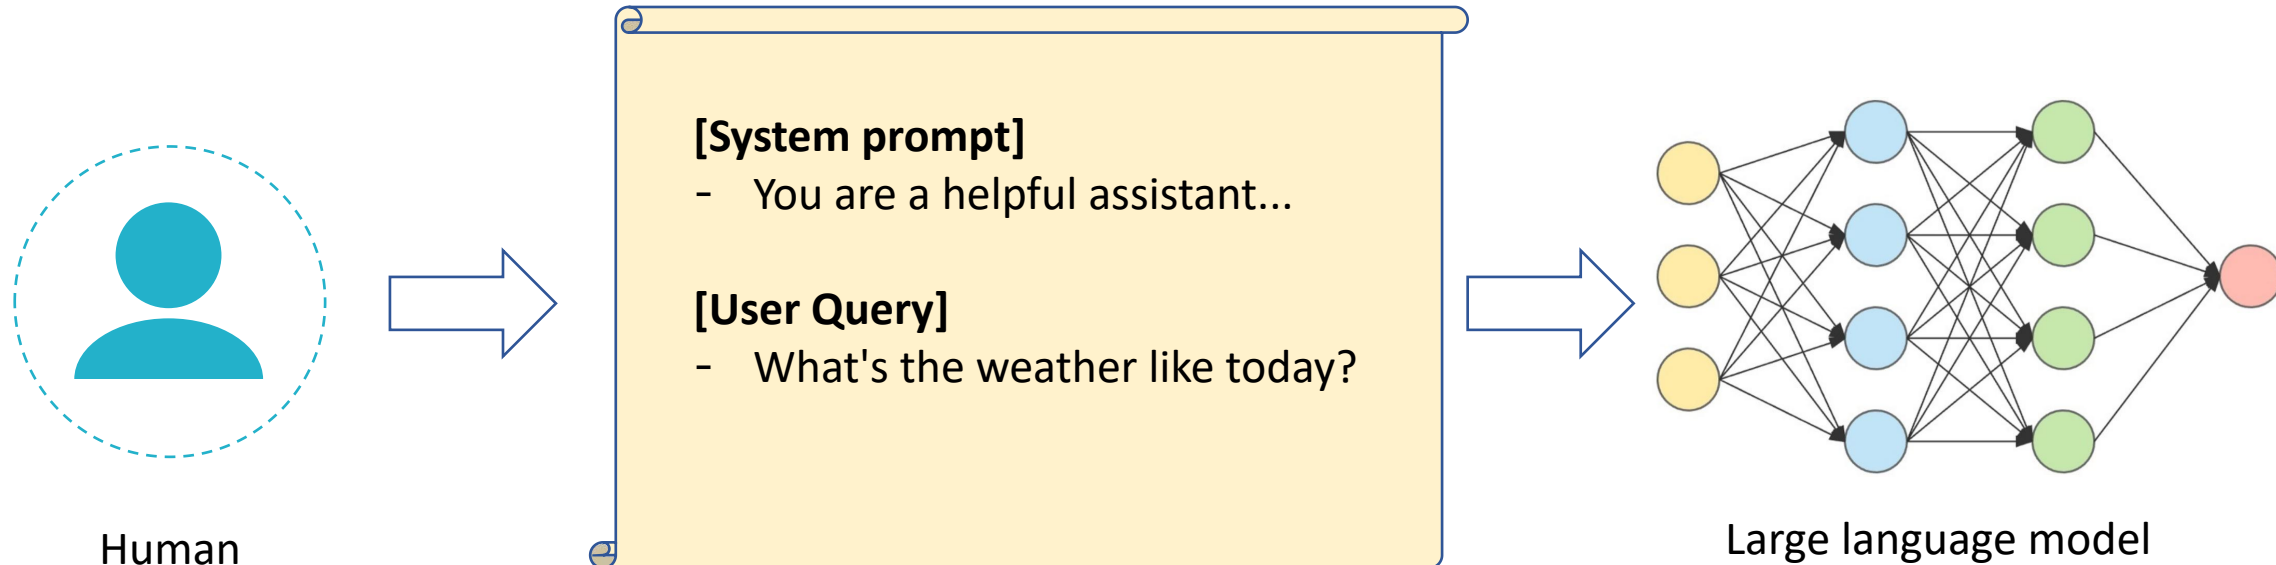 [System prompt]
- You are a helpful assistant...
[User Query]
- What's the weather like today?
Human
Large language model